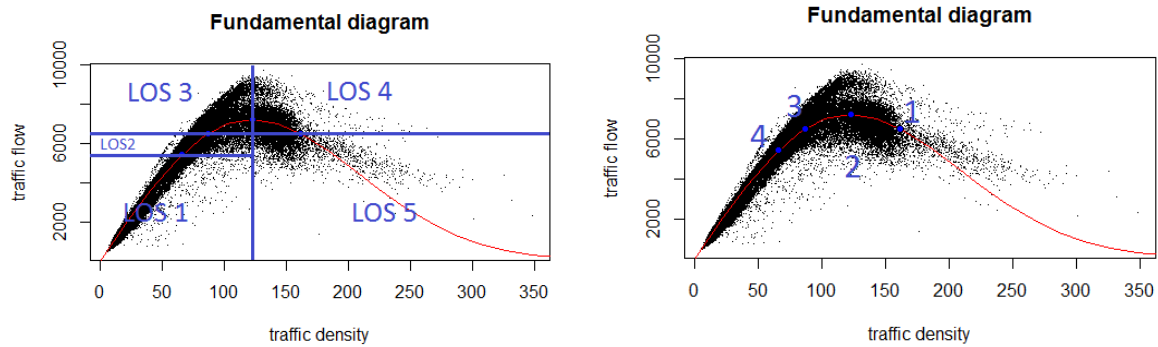 Fundamental diagram
10000
6000
2000
traffic flow
LOS 3
LOS 4
LOS2
LOS 1
LOS 5
0 50 100 150 200 250 300 350
traffic density
Fundamental diagram
10000
6000
2000
traffic flow
3
1
4
2
0 50 100 150 200 250 300 350
traffic density